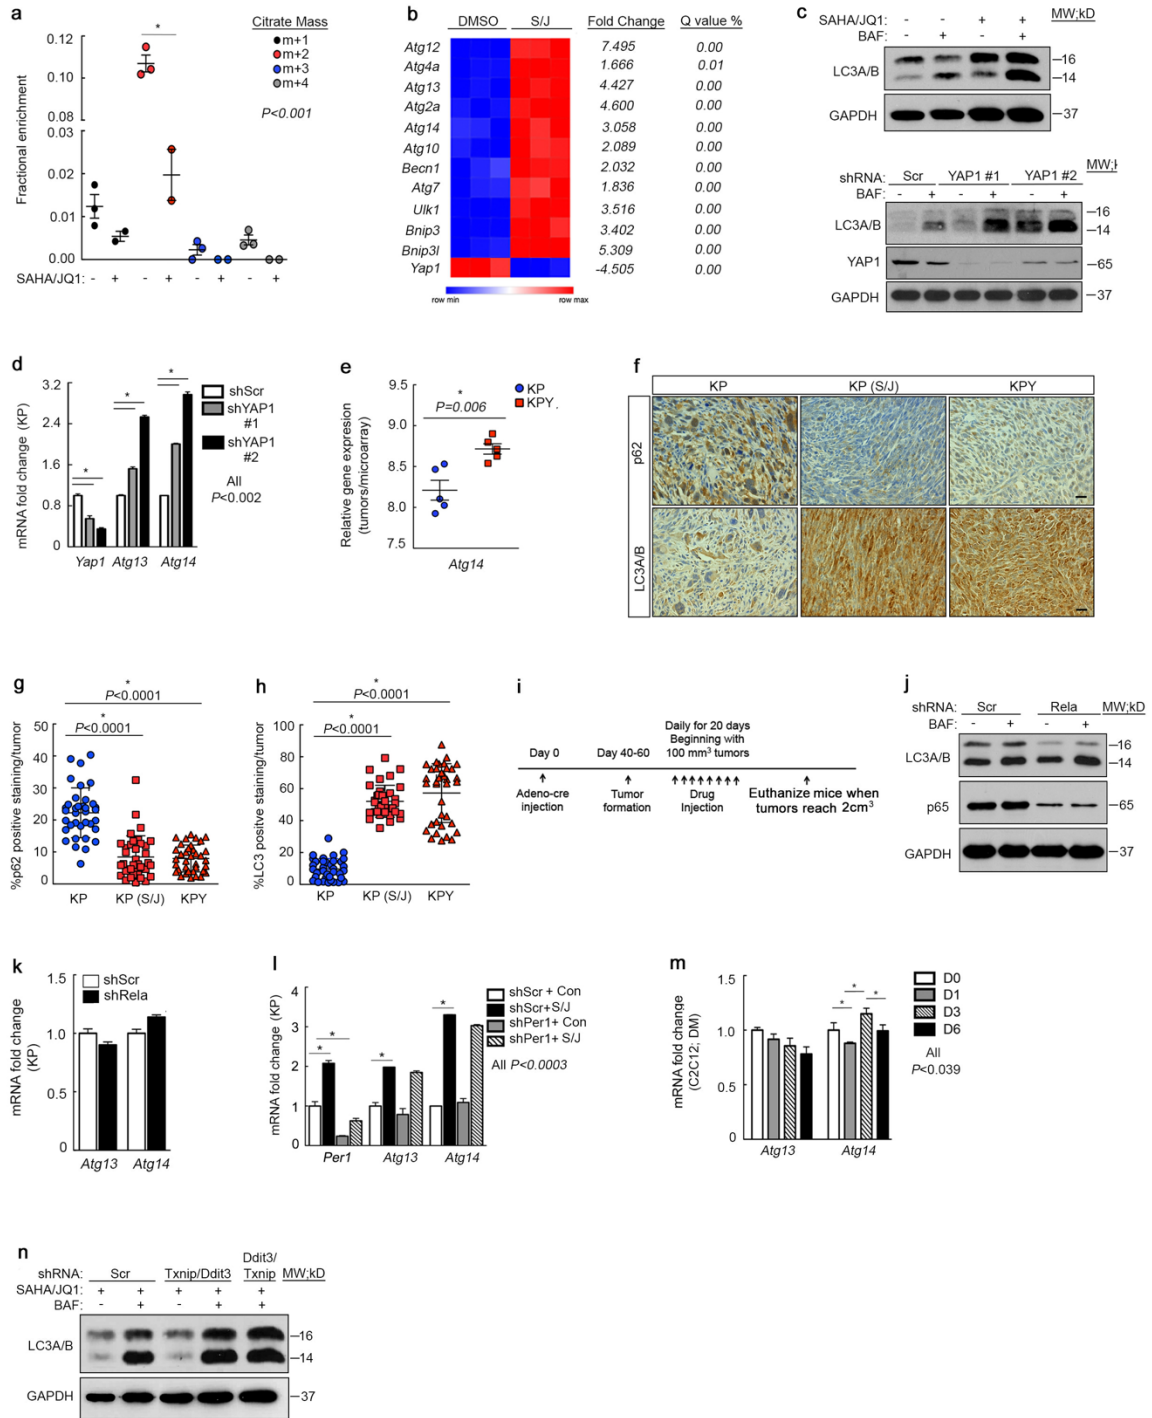 a
Citrate Mass
m+1
m+2
m+3
m+4
P<0.001
*
Fractional enrichment
0.12
0.10
0.08
0.03
0.01
0.00
SAHA/JQ1: - + - + - + - +
b
DMSO S/J Fold Change Q value %
Atg12 7.495 0.00
Atg4a 1.666 0.01
Atg13 4.427 0.00
Atg2a 4.600 0.00
Atg14 3.058 0.00
Atg10 2.089 0.00
Becn1 2.032 0.00
Atg7 1.836 0.00
Ulk1 3.516 0.00
Bnip3 3.402 0.00
Bnip3l 5.309 0.00
Yap1 -4.505 0.00
row min row max
c
MW;kD
SAHA/JQ1: - - + +
BAF: - + - +
LC3A/B
16
14
GAPDH
37
MW;
shRNA: Scr YAP1 #1 YAP1 #2
BAF: - + - + - +
LC3A/B
16
14
YAP1
65
GAPDH
37
d
mRNA fold change (KP)
3.2
2.4
1.6
0.8
0
* * *
Yap1 Atg13 Atg14
shScr
shYAP1
#1
shYAP1
#2
All
P<0.002
e
Relative gene expresion
(tumors/microarray)
9.5
9.0
8.5
8.0
7.5
*
P=0.006
KP
KPY
Atg14
f
KP KP (S/J) KPY
p62
LC3A/B
g
*
P<0.0001
*
P<0.0001
%p62 positive staining/tumor
50
40
30
20
10
0
KP KP (S/J) KPY
h
*
P<0.0001
*
P<0.0001
%LC3 positive staining/tumor
100
80
60
40
20
0
KP KP (S/J) KPY
i
Day 0
Day 40-60
Daily for 20 days
Beginning with
100 mm³ tumors
Adeno-cre
injection
Tumor
formation
Drug
Injection
Euthanize mice when
tumors reach 2cm³
j
shRNA: Scr Rela MW;kD
BAF: - + - +
LC3A/B
16
14
p65
65
GAPDH
37
k
mRNA fold change
(KP)
1.5
1.0
0.5
0
shScr
shRela
Atg13 Atg14
l
mRNA fold change (KP)
4
3
2
1
0
* * * *
Per1 Atg13 Atg14
shScr + Con
shScr+S/J
shPer1+ Con
shPer1+ S/J
All P<0.0003
m
mRNA fold change
(C2C12; DM)
1.5
1.0
0.5
0
* * *
Atg13 Atg14
D0
D1
D3
D6
All
P<0.039
n
shRNA: Scr Txnip/Ddit3 Ddit3/
Txnip MW;kD
SAHA/JQ1: + + + + +
BAF: - + - + +
LC3A/B
16
14
GAPDH
37